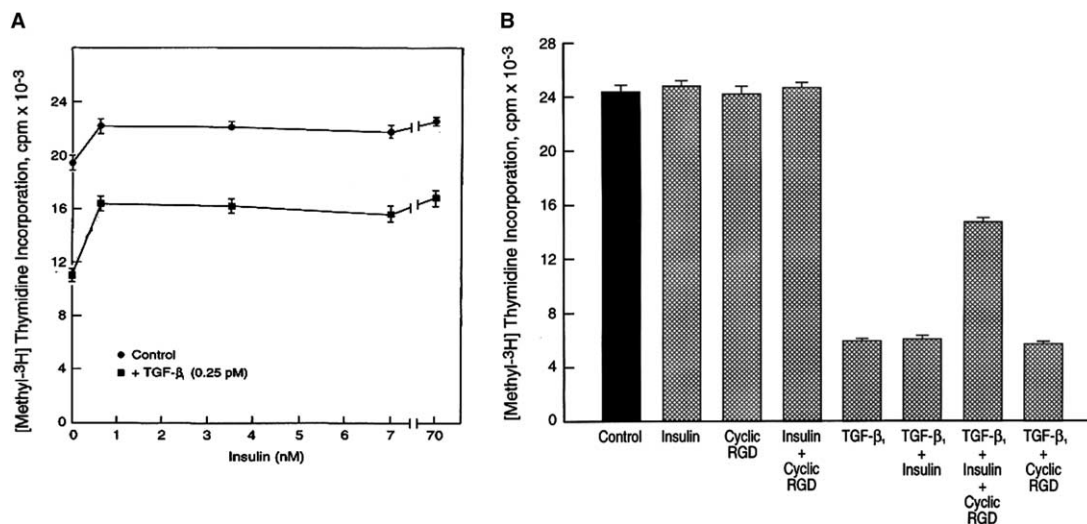 A
[Methyl-³H] Thymidine Incorporation, cpm x 10-3
24
20
16
12
8
4
0
Control
+ TGF-β₁ (0.25 pM)
0 1 2 3 4 5 6 7 70
Insulin (nM)
B
[Methyl-³H] Thymidine Incorporation, cpm x 10-3
28
24
20
16
12
8
4
0
Control
Insulin
Cyclic
RGD
Insulin
+
Cyclic
RGD
TGF-β₁
TGF-β₁
+
Insulin
TGF-β₁
+
Insulin
+
Cyclic
RGD
TGF-β₁
+
Cyclic
RGD